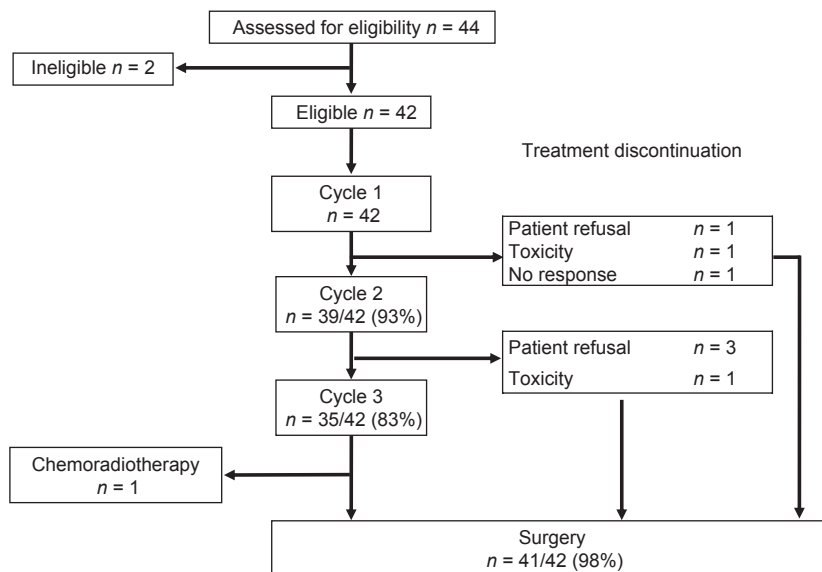 Assessed for eligibility n = 44
Ineligible n = 2
Eligible n = 42
Treatment discontinuation
Cycle 1
n = 42
Patient refusal n = 1
Toxicity n = 1
No response n = 1
Cycle 2
n = 39/42 (93%)
Patient refusal n = 3
Toxicity n = 1
Cycle 3
n = 35/42 (83%)
Chemoradiotherapy
n = 1
Surgery
n = 41/42 (98%)